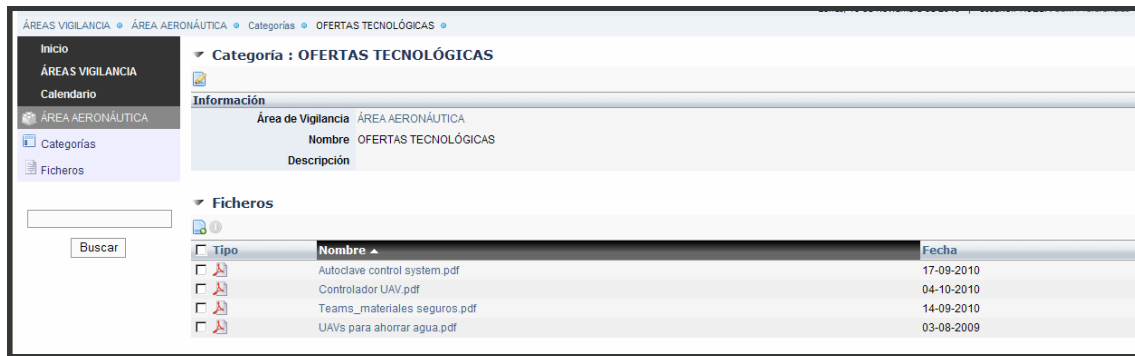 ÁREAS VIGILANCIA ÁREA AERONÁUTICA Categorías OFERTAS TECNOLÓGICAS
Inicio
ÁREAS VIGILANCIA
Calendario
ÁREA AERONÁUTICA
Categorías
Ficheros
Buscar
Categoría : OFERTAS TECNOLÓGICAS
Información
Área de Vigilancia ÁREA AERONÁUTICA
Nombre OFERTAS TECNOLÓGICAS
Descripción
Ficheros
Tipo Nombre Fecha
Autoclave control system.pdf 17-09-2010
Controlador UAV.pdf 04-10-2010
Teams_materiales seguros.pdf 14-09-2010
UAVs para ahorrar agua.pdf 03-08-2009